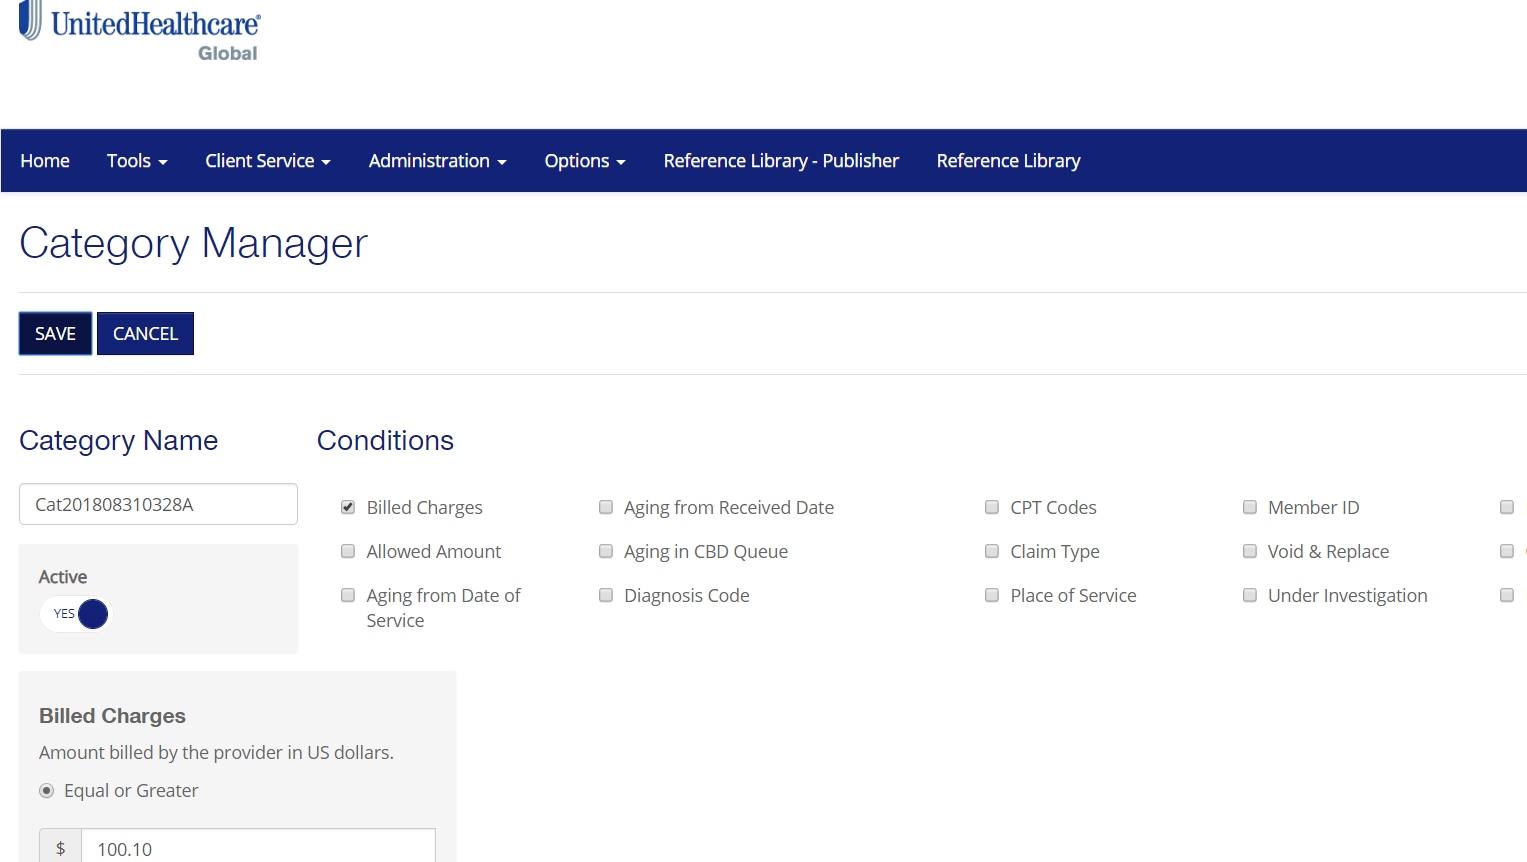 UnitedHealthcare®
Global
Home Tools Client Service Administration Options Reference Library - Publisher Reference Library
Category Manager
SAVE CANCEL
Category Name Conditions
Cat201808310328A
Billed Charges Aging from Received Date CPT Codes Member ID
Allowed Amount Aging in CBD Queue Claim Type Void & Replace
Aging from Date of Service Diagnosis Code Place of Service Under Investigation
Active
YES
Billed Charges
Amount billed by the provider in US dollars.
Equal or Greater
$ 100.10